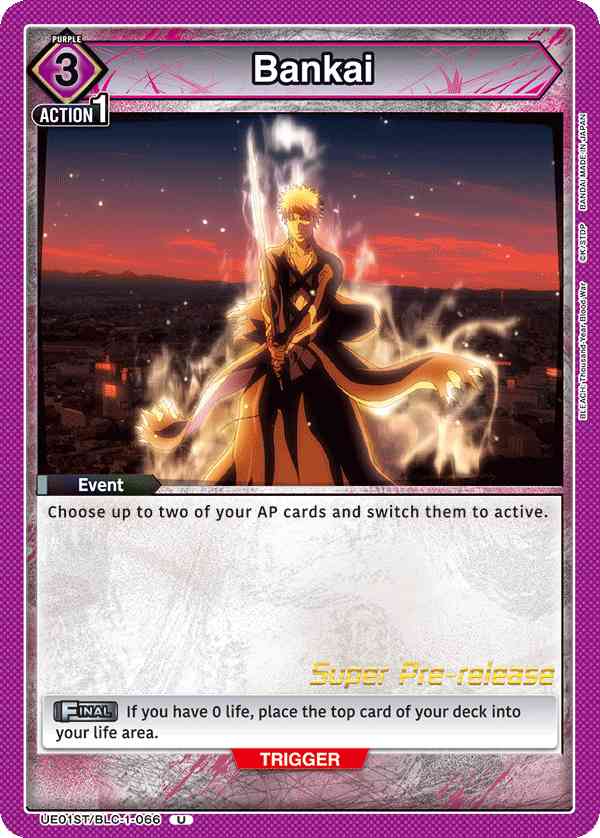 PURPLE
3
Bankai
ACTION 1
BLEACH: Thousand-Year Blood War ©K/STDP BANDAI MADE IN JAPAN
Event
Choose up to two of your AP cards and switch them to active.
Super Pre-release
FINAL If you have 0 life, place the top card of your deck into
your life area.
TRIGGER
UE01ST/BLC-1-066 U